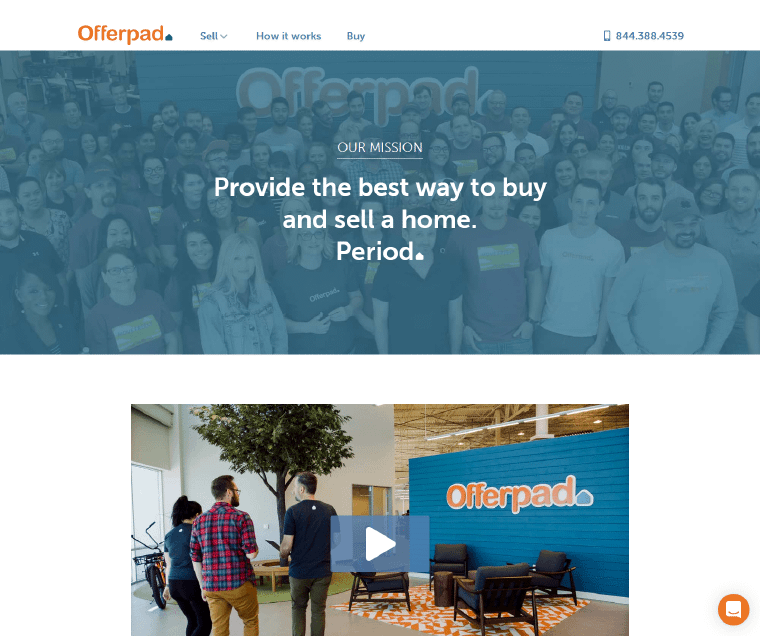 Offerpad
Sell
How it works
Buy
844.388.4539
Offerpad
OUR MISSION
Provide the best way to buy
and sell a home.
Period
Offerpad
Offerpad